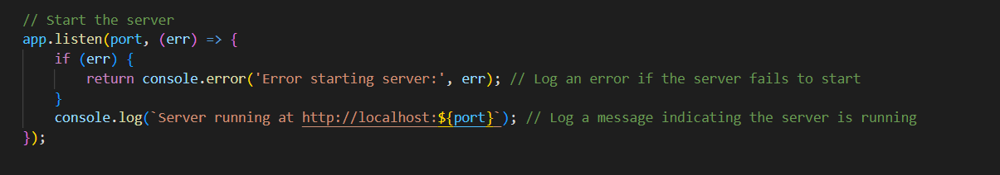 // Start the server
app.listen(port, (err) => {
    if (err) {
        return console.error('Error starting server:', err); // Log an error if the server fails to start
    }
    console.log(`Server running at http://localhost:${port}`); // Log a message indicating the server is running
});